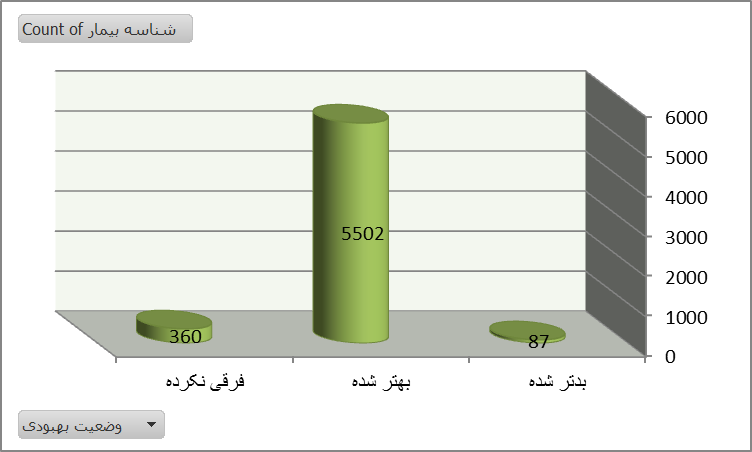 Count of شناسه بیمار
6000
5000
4000
3000
2000
1000
0
5502
360
87
بدتر شده
بهتر شده
فرقی نکرده
وضعیت بهبودی